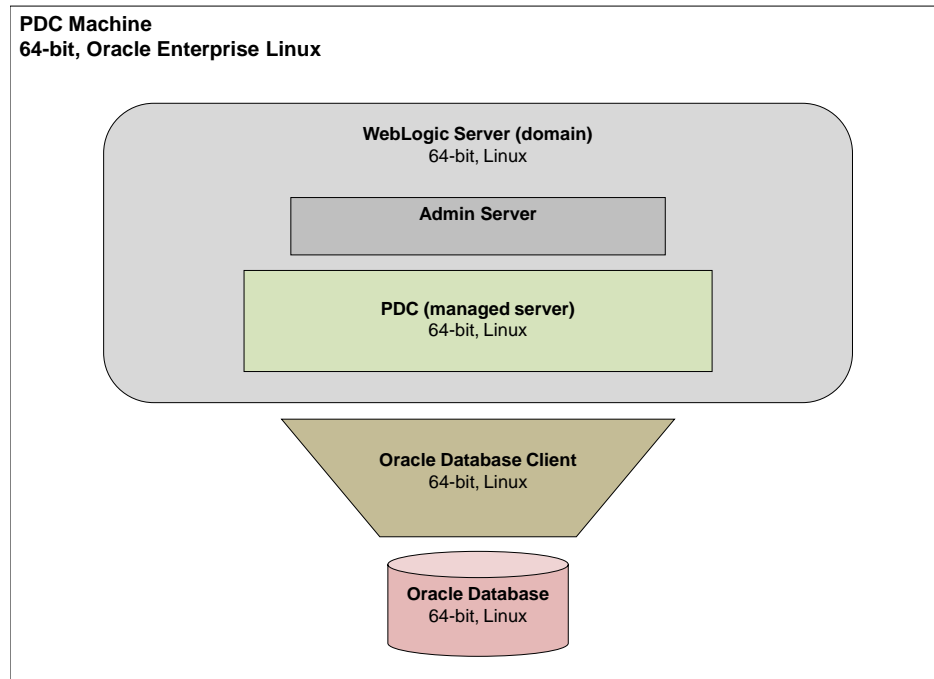 PDC Machine
64-bit, Oracle Enterprise Linux
WebLogic Server (domain)
64-bit, Linux
Admin Server
PDC (managed server)
64-bit, Linux
Oracle Database Client
64-bit, Linux
Oracle Database
64-bit, Linux